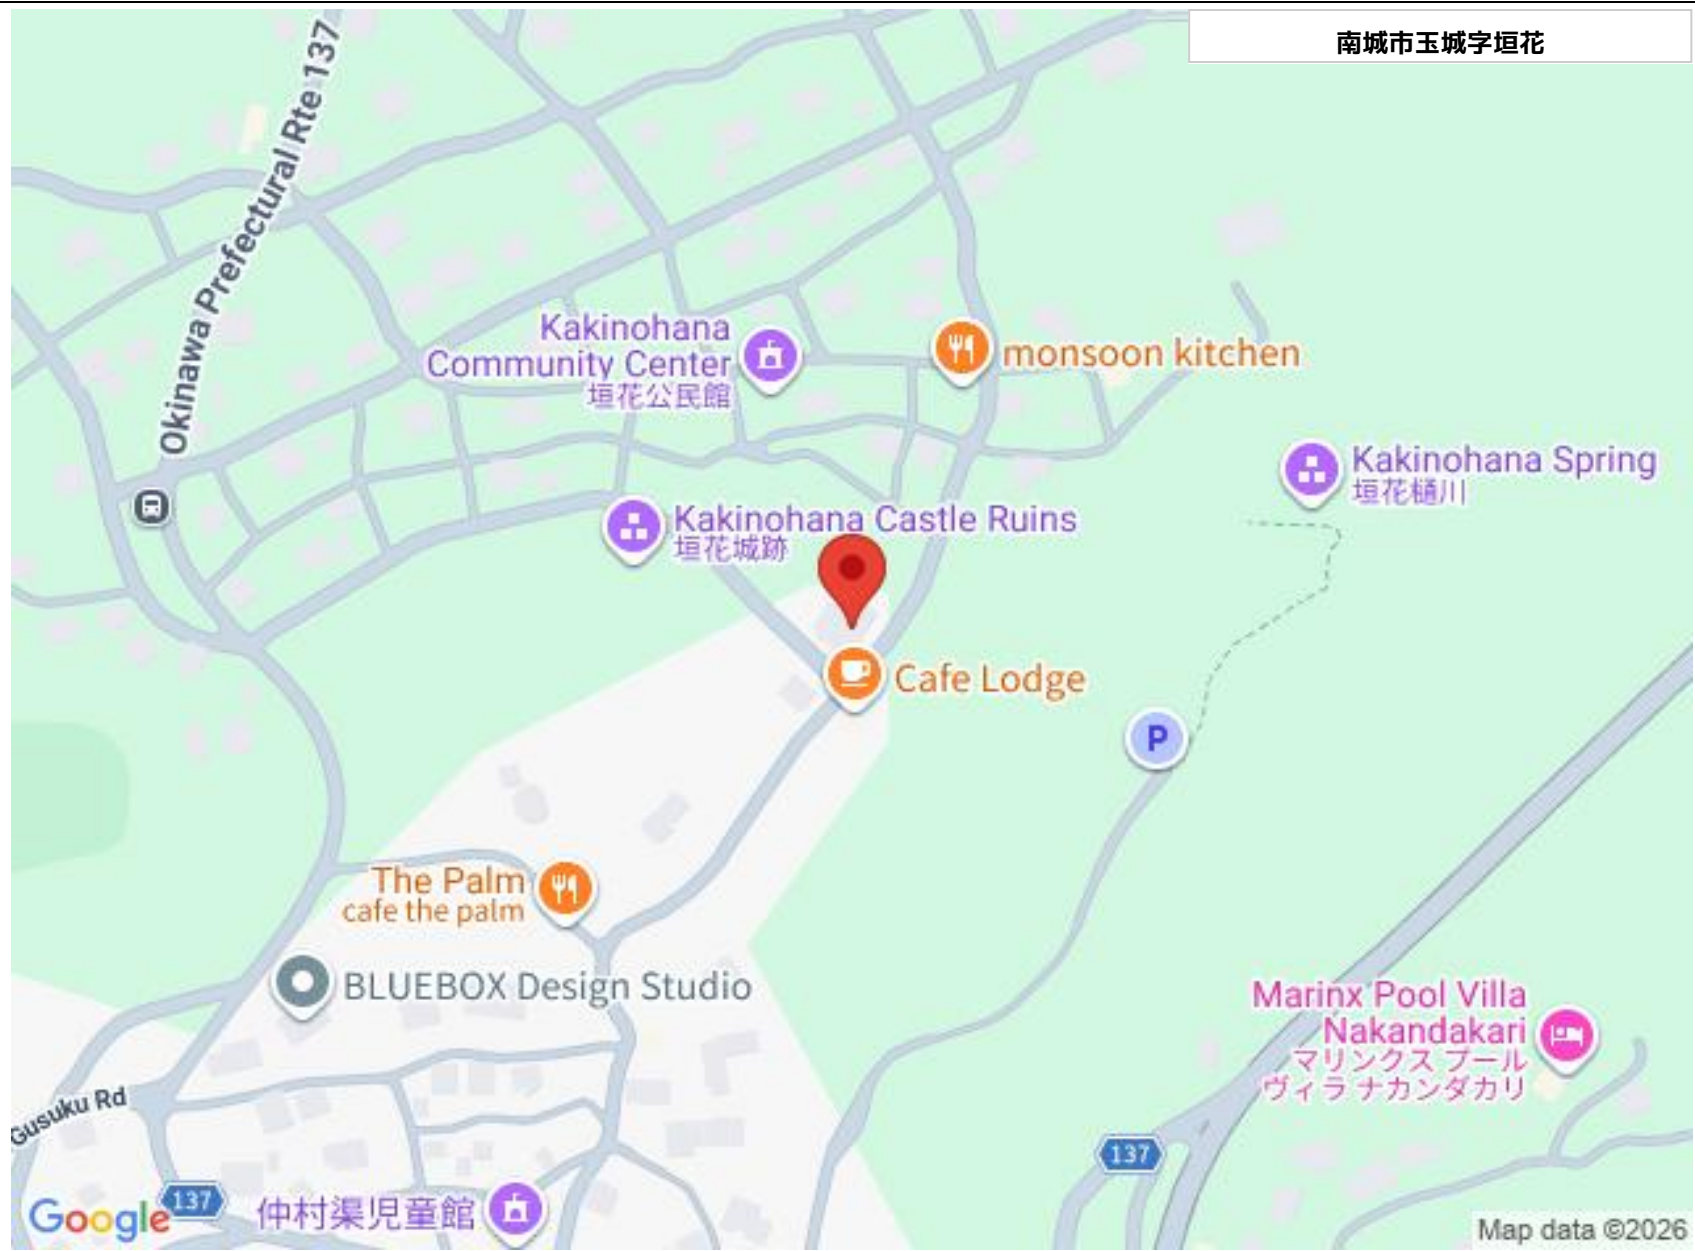 南城市玉城字垣花
Okinawa Prefectural Rte 137
Kakinohana
Community Center
垣花公民館
monsoon kitchen
Kakinohana Spring
垣花樋川
Kakinohana Castle Ruins
垣花城跡
Cafe Lodge
P
The Palm
cafe the palm
BLUEBOX Design Studio
Marinx Pool Villa
Nakandakari
マリンクス プール
ヴィラ ナカンダカリ
Gusuku Rd
137
137
仲村渠児童館
Google
Map data ©2026